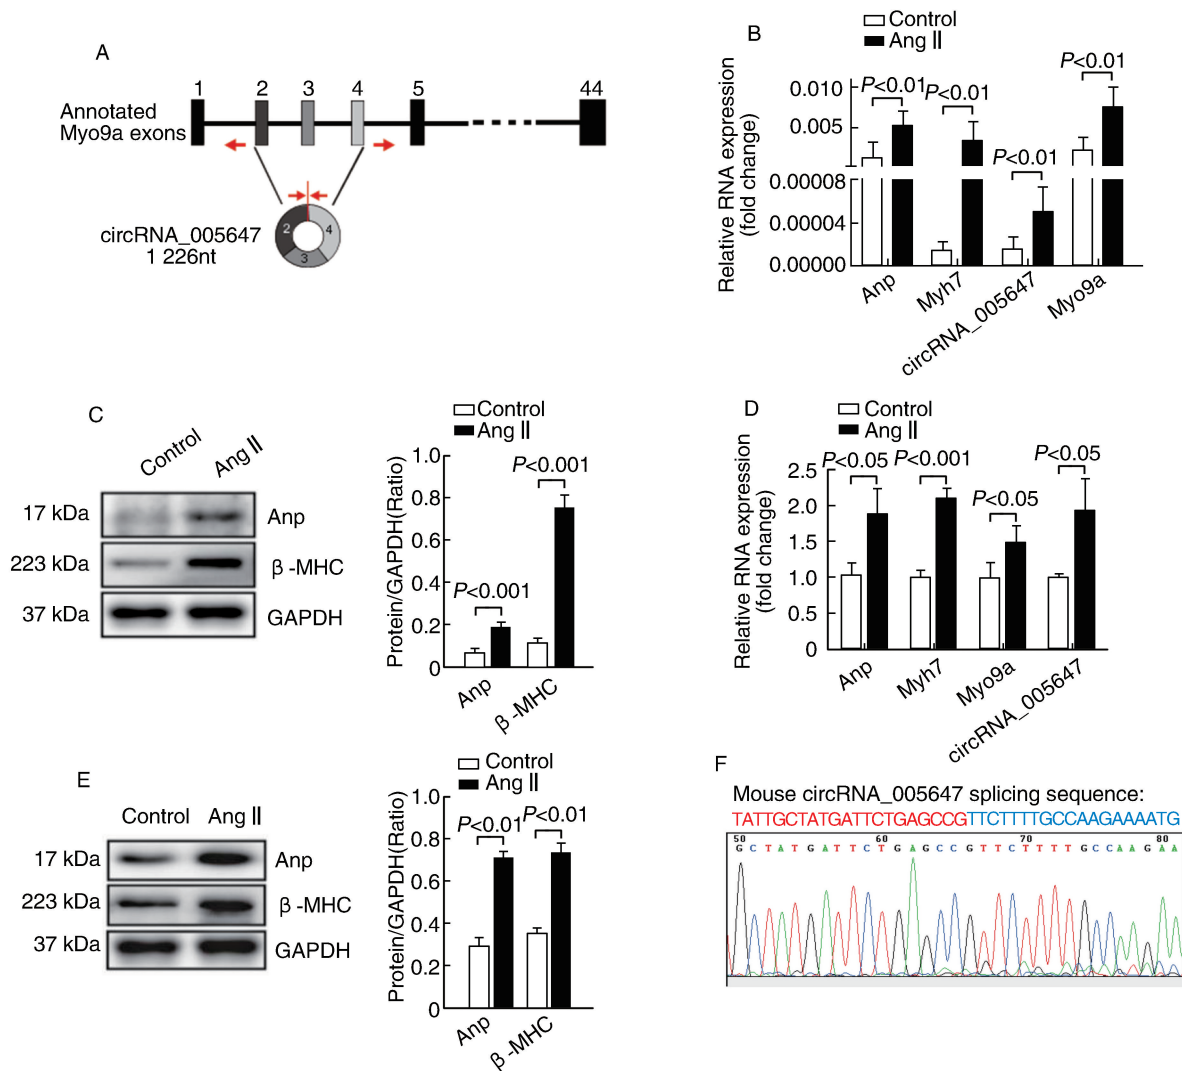 A
1 2 3 4 5 44
Annotated
Myo9a exons
2 4
3
circRNA_005647
1 226nt
B
Control
Ang Ⅱ
Relative RNA expression
(fold change)
0.010
0.005
0.00008
0.00004
0.00000
P<0.01
P<0.01
P<0.01
P<0.01
Anp
Myh7
circRNA_005647
Myo9a
C
Control
Ang Ⅱ
17 kDa
Anp
223 kDa
β-MHC
37 kDa
GAPDH
Control
Ang Ⅱ
Protein/GAPDH(Ratio)
1.0
0.8
0.6
0.4
0.2
0
P<0.001
P<0.001
Anp
β-MHC
D
Control
Ang Ⅱ
Relative RNA expression
(fold change)
2.5
2.0
1.5
1.0
0.5
0
P<0.05
P<0.001
P<0.05
P<0.05
Anp
Myh7
Myo9a
circRNA_005647
E
Control Ang Ⅱ
17 kDa
Anp
223 kDa
β-MHC
37 kDa
GAPDH
Control
Ang Ⅱ
Protein/GAPDH(Ratio)
1.0
0.8
0.6
0.4
0.2
0
P<0.01
P<0.01
Anp
β-MHC
F
Mouse circRNA_005647 splicing sequence:
TATTGCTATGATTCTGAGCCGTTCTTTTGCCAAGAAAATG
50 60 70 80
G C T A T G A T T C T G A G C C G T T C T T T T G C C A A G A A